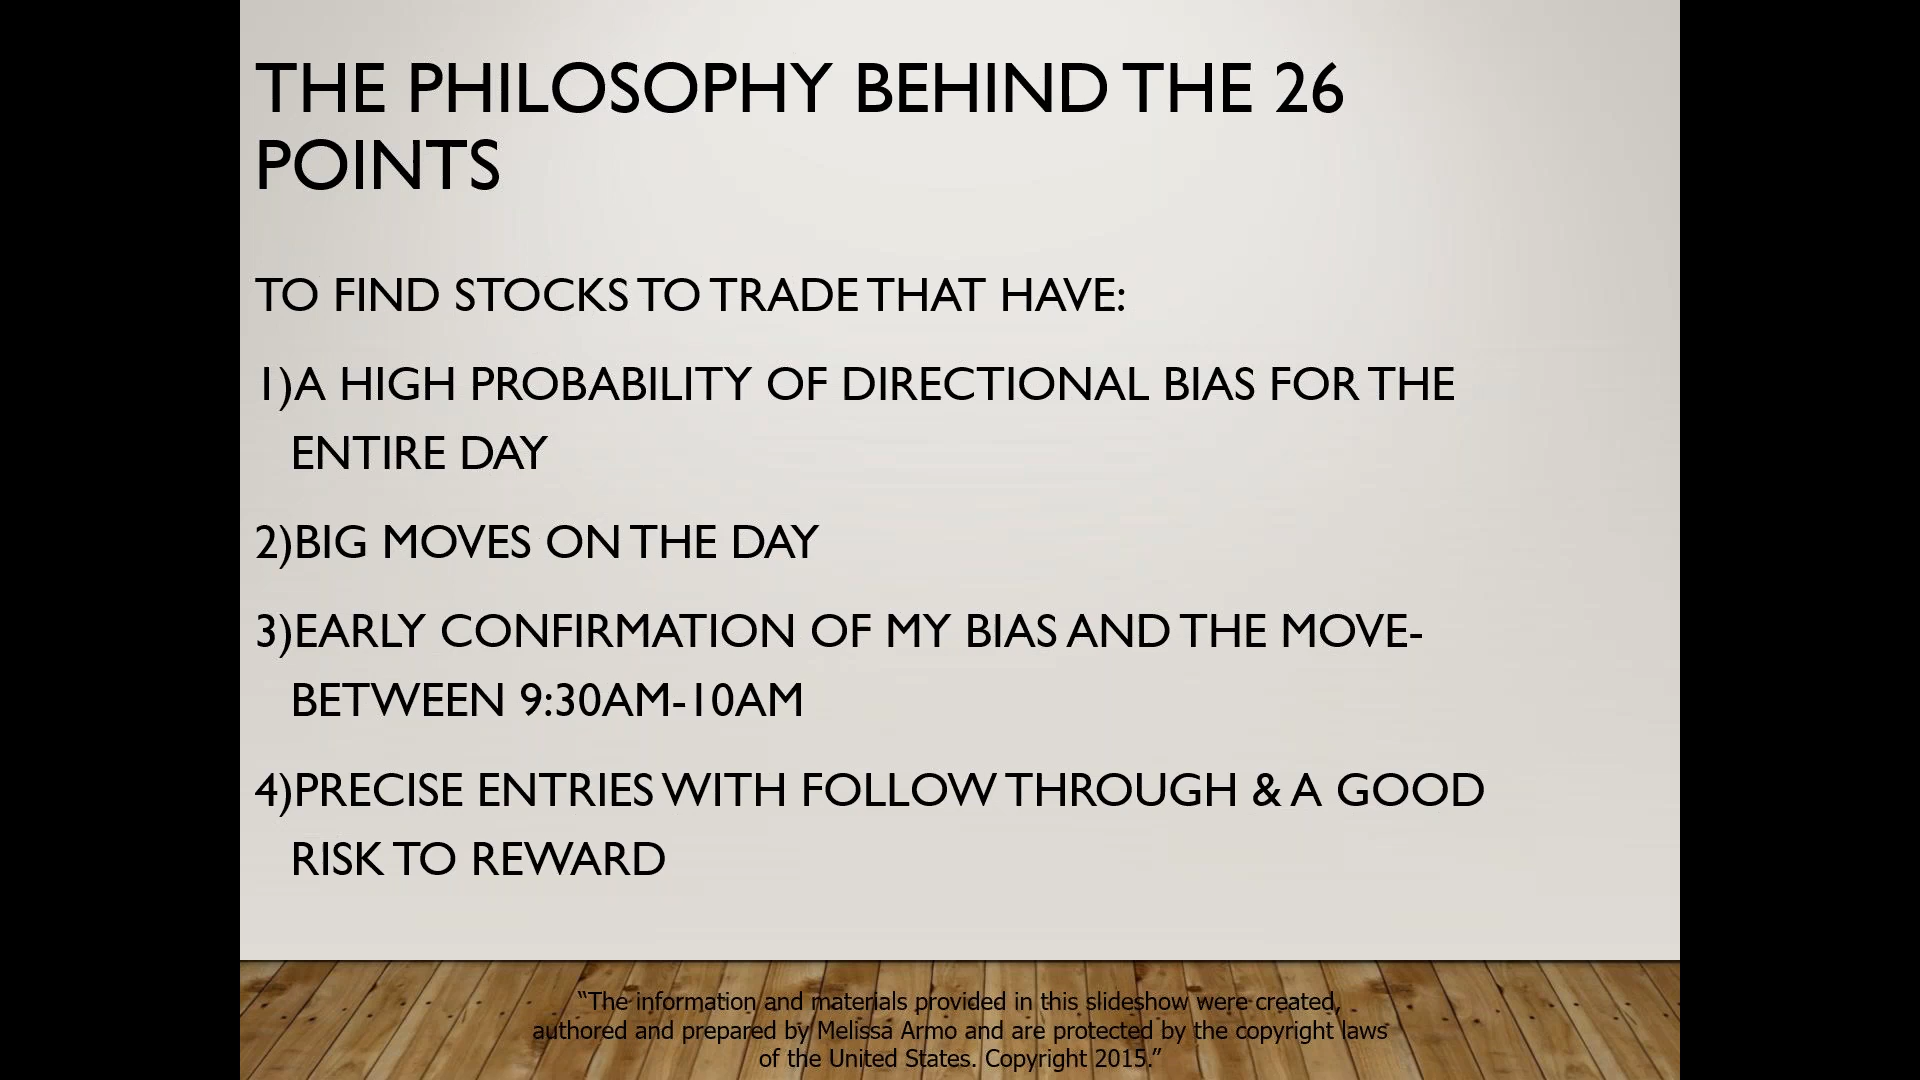 THE PHILOSOPHY BEHIND THE 26
POINTS
TO FIND STOCKS TO TRADE THAT HAVE:
1)A HIGH PROBABILITY OF DIRECTIONAL BIAS FOR THE
ENTIRE DAY
2)BIG MOVES ON THE DAY
3)EARLY CONFIRMATION OF MY BIAS AND THE MOVE-
BETWEEN 9:30AM-10AM
4)PRECISE ENTRIES WITH FOLLOW THROUGH & A GOOD
RISK TO REWARD
“The information and materials provided in this slideshow were created,
authored and prepared by Melissa Armo and are protected by the copyright laws
of the United States. Copyright 2015.”